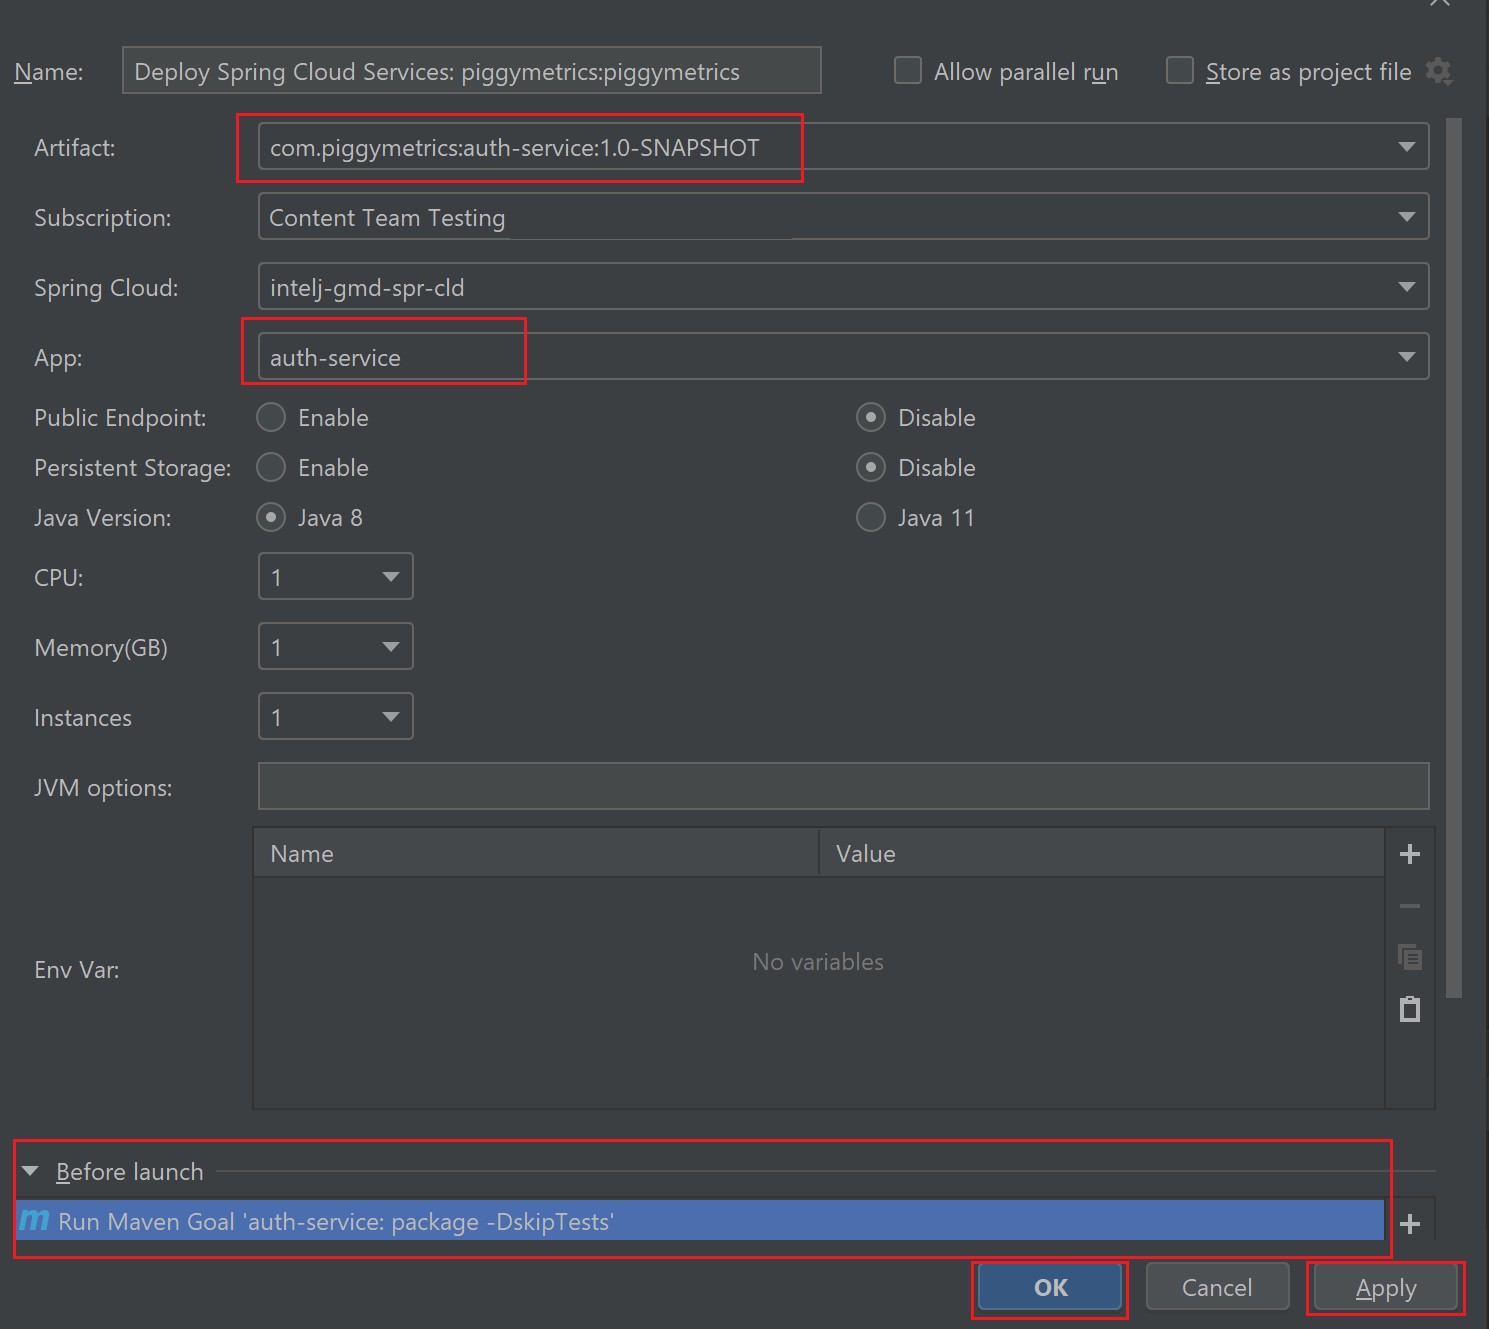 Name: Deploy Spring Cloud Services: piggymetrics:piggymetrics Allow parallel run Store as project file
Artifact: com.piggymetrics:auth-service:1.0-SNAPSHOT
Subscription: Content Team Testing
Spring Cloud: intelj-gmd-spr-cld
App: auth-service
Public Endpoint: Enable Disable
Persistent Storage: Enable Disable
Java Version: Java 8 Java 11
CPU: 1
Memory(GB) 1
Instances 1
JVM options:
Name Value
Env Var: No variables
Before launch
m Run Maven Goal 'auth-service: package -DskipTests'
OK Cancel Apply